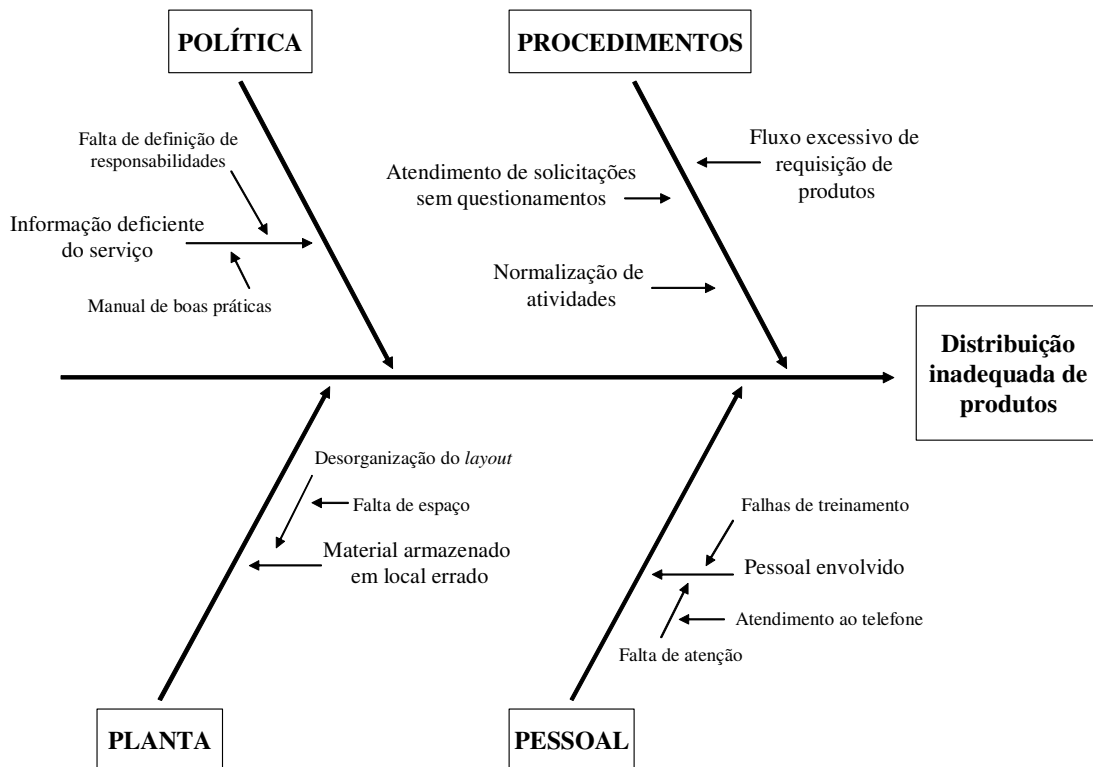 POLÍTICA
PROCEDIMENTOS
Falta de definição de
responsabilidades
Informação deficiente
do serviço
Manual de boas práticas
Atendimento de solicitações
sem questionamentos
Fluxo excessivo de
requisição de
produtos
Normalização de
atividades
Distribuição
inadequada de
produtos
Desorganização do layout
Falta de espaço
Material armazenado
em local errado
Falhas de treinamento
Pessoal envolvido
Atendimento ao telefone
Falta de atenção
PLANTA
PESSOAL